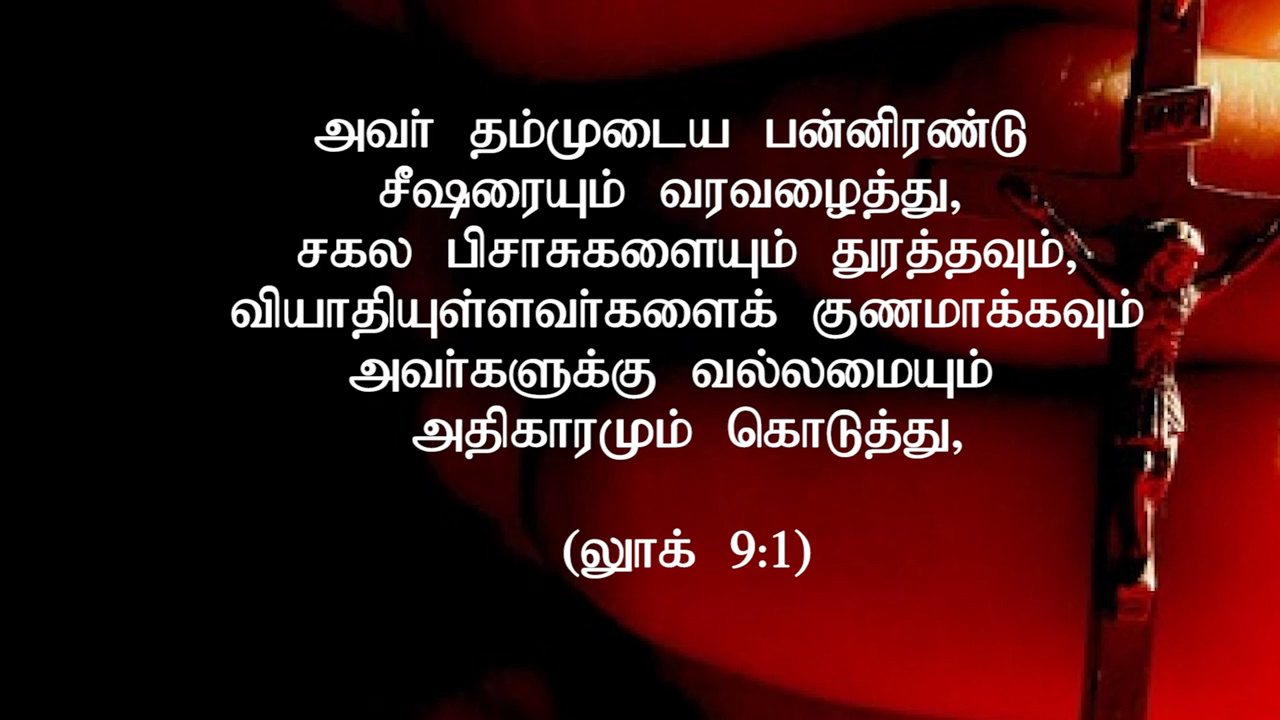 அவர் தம்முடைய பன்னிரண்டு
சீஷரையும் வரவழைத்து,
சகல பிசாசுகளையும் துரத்தவும்,
வியாதியுள்ளவர்களைக் குணமாக்கவும்
அவர்களுக்கு வல்லமையும்
அதிகாரமும் கொடுத்து,
(லூக் 9:1)